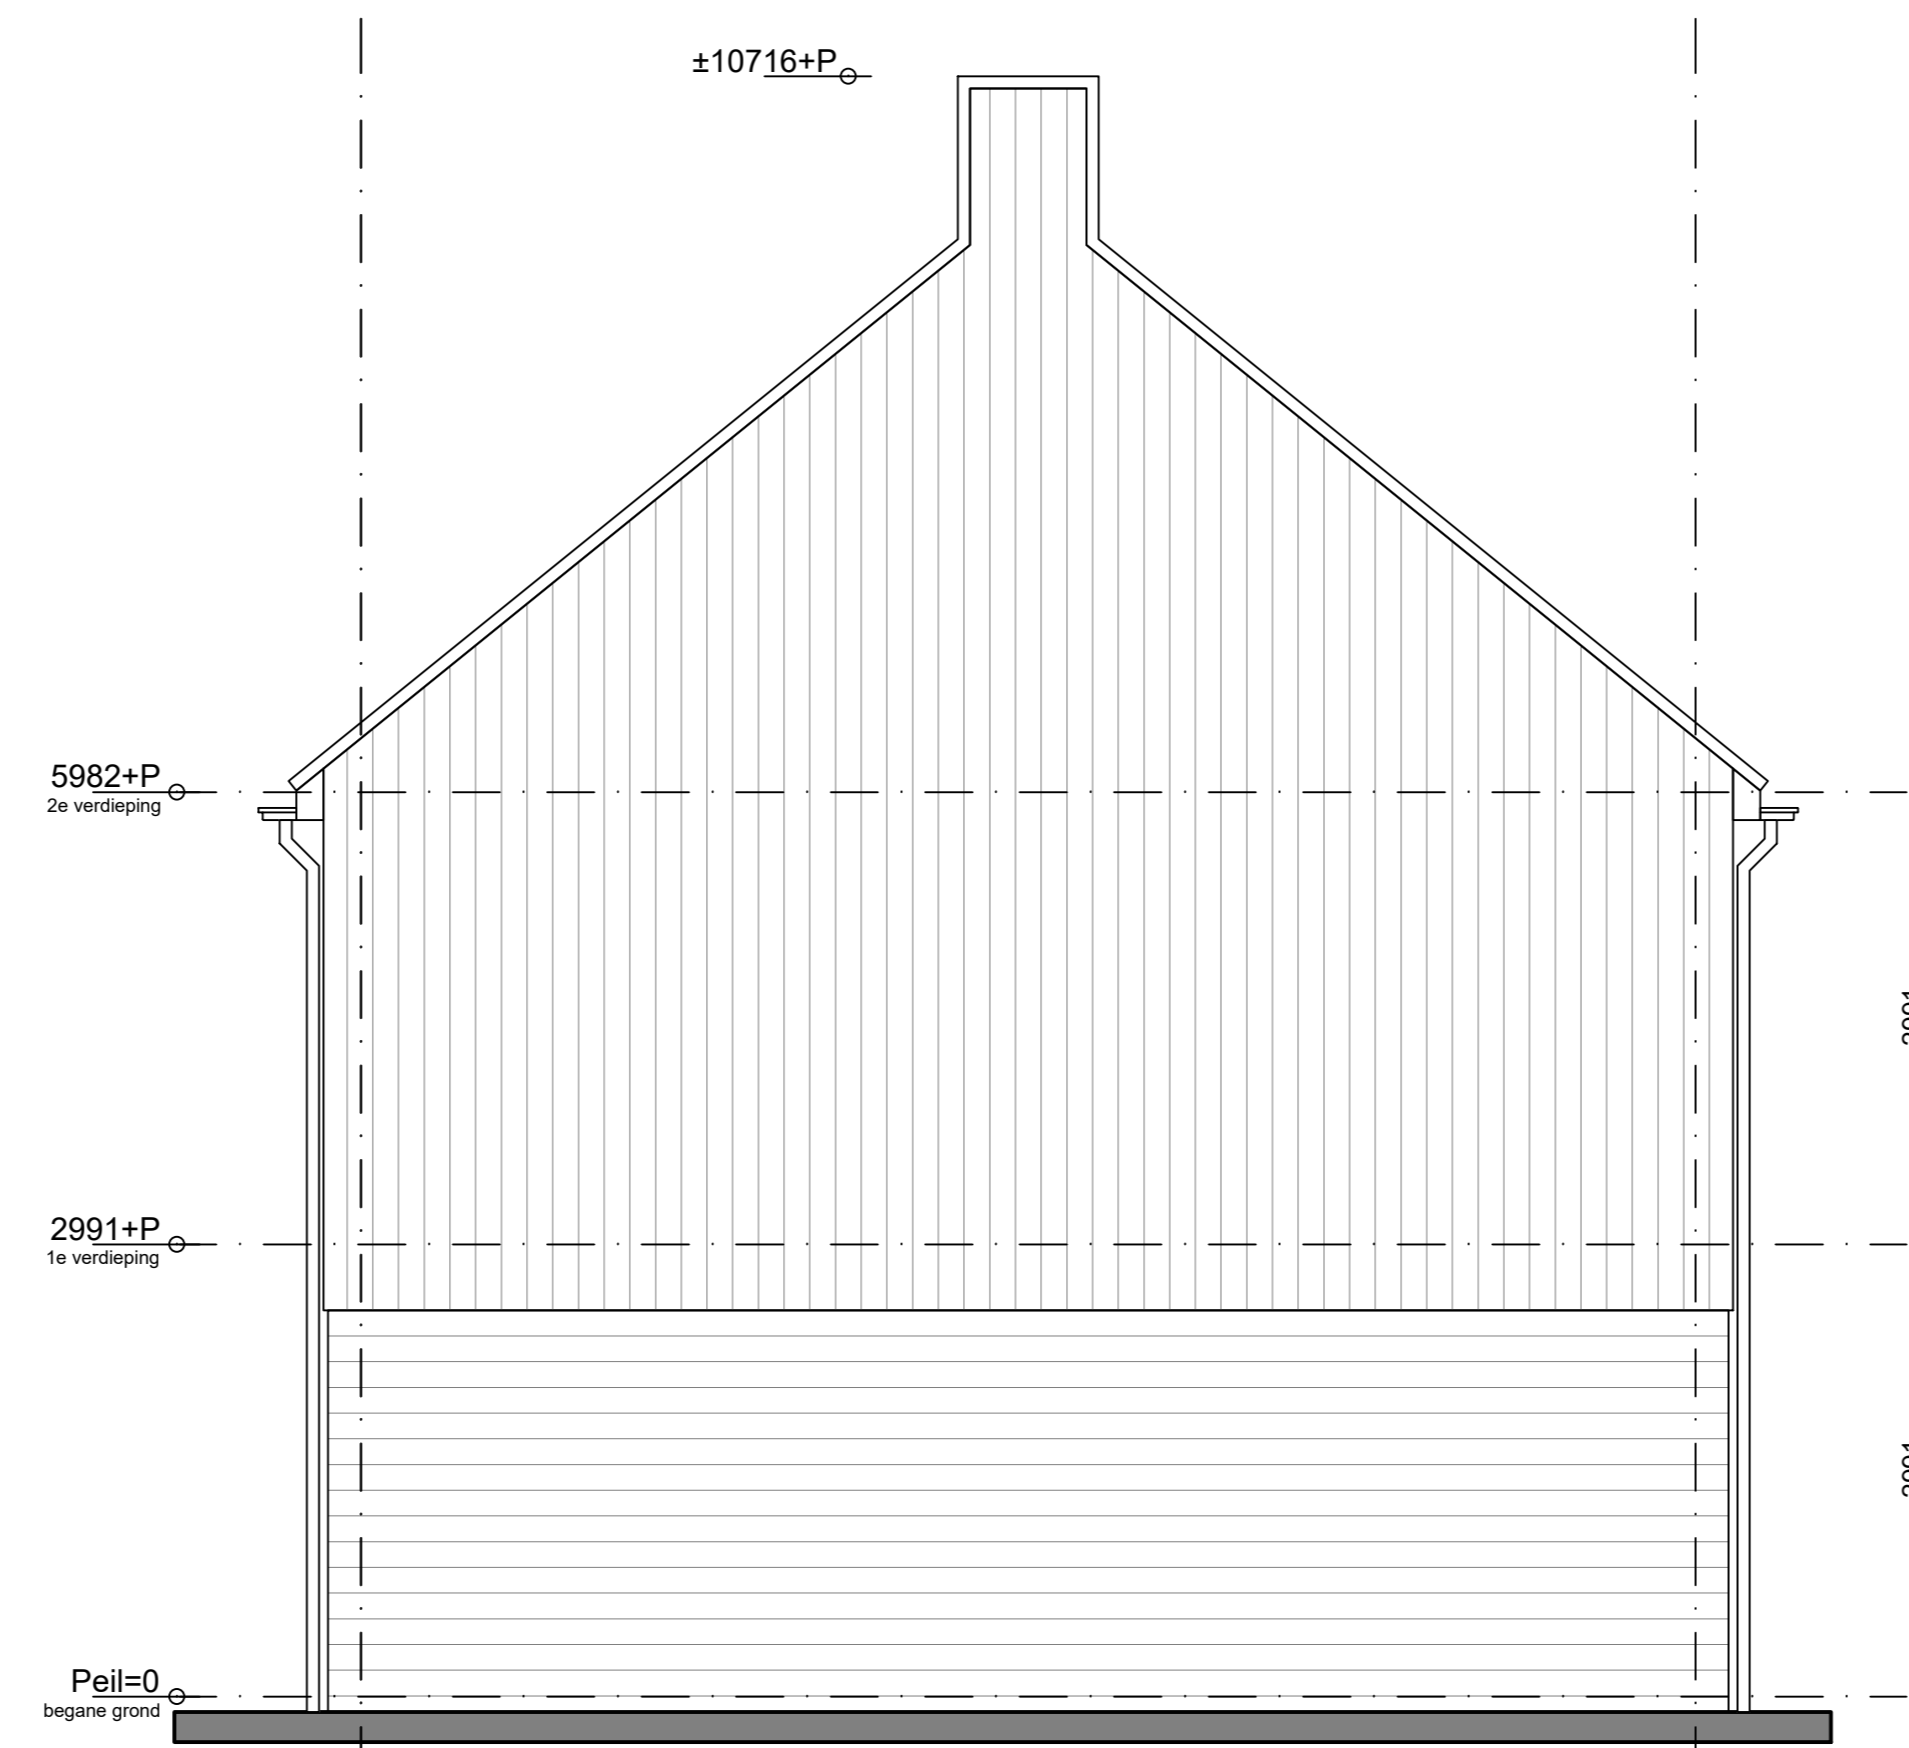 ±10716+P
5982+P
2e verdieping
2991+P
1e verdieping
Peil=0
begane grond